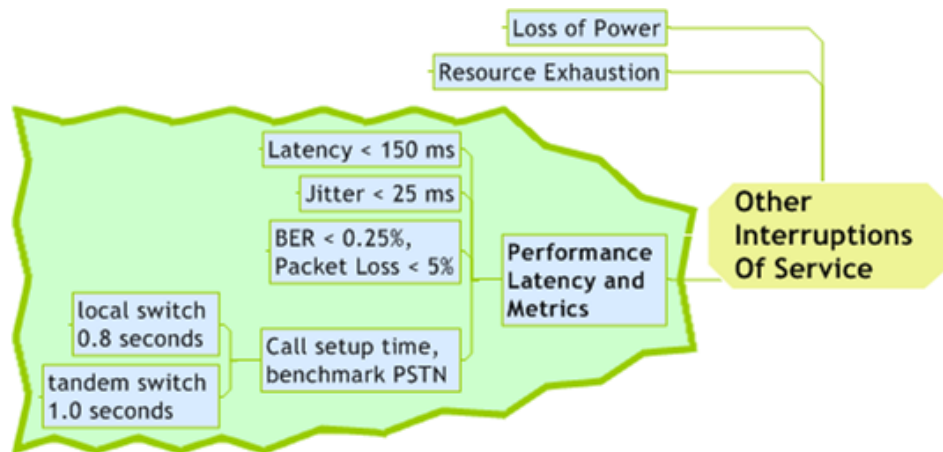 Loss of Power
Resource Exhaustion
Latency < 150 ms
Jitter < 25 ms
BER < 0.25%,
Packet Loss < 5%
Performance
Latency and
Metrics
local switch
0.8 seconds
Call setup time,
benchmark PSTN
tandem switch
1.0 seconds
Other
Interruptions
Of Service